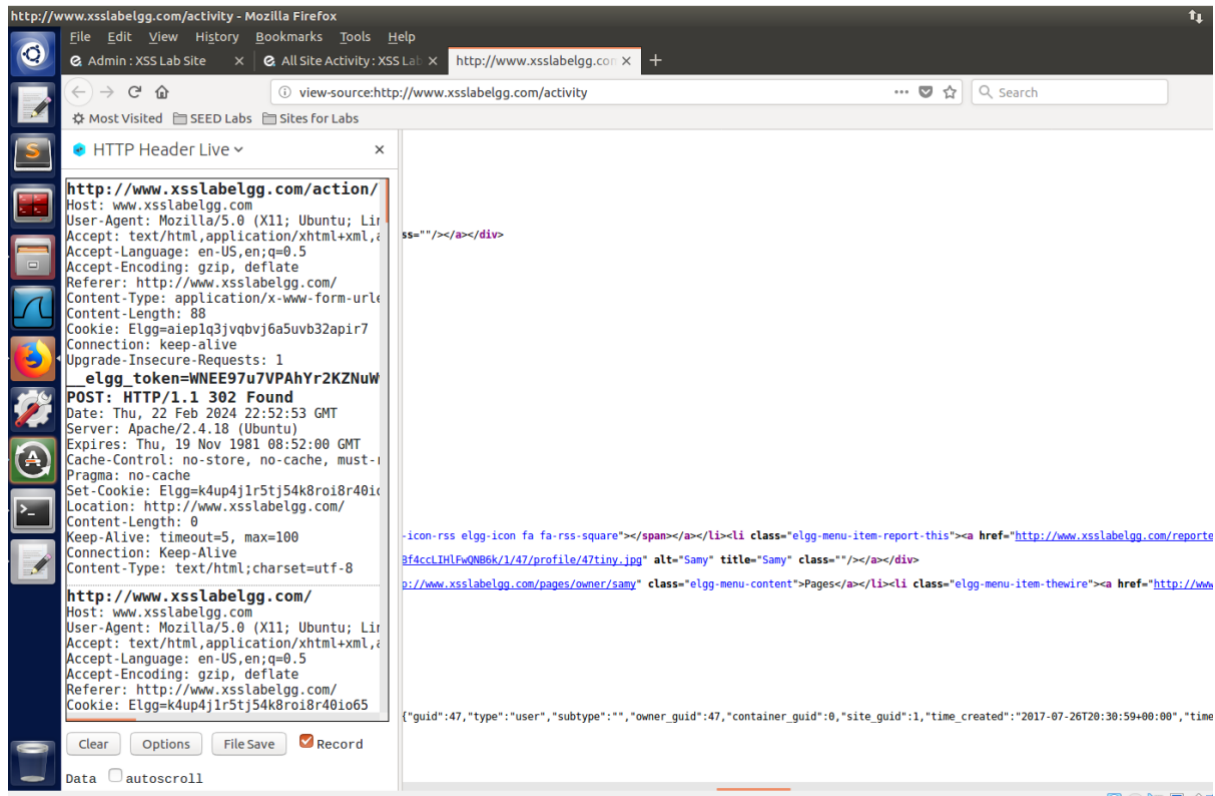 http://www.xsslabelgg.com/activity - Mozilla Firefox
File Edit View History Bookmarks Tools Help
Admin : XSS Lab Site × All Site Activity : XSS Lab × http://www.xsslabelgg.con × +
view-source:http://www.xsslabelgg.com/activity ••• Search
Most Visited SEED Labs Sites for Labs
HTTP Header Live ×
http://www.xsslabelgg.com/action/
Host: www.xsslabelgg.com
User-Agent: Mozilla/5.0 (X11; Ubuntu; Lin
Accept: text/html,application/xhtml+xml,a
ss=""/></a></div>
Accept-Language: en-US,en;q=0.5
Accept-Encoding: gzip, deflate
Referer: http://www.xsslabelgg.com/
Content-Type: application/x-www-form-urle
Content-Length: 88
Cookie: Elgg=aiep1q3jvqbvj6a5uvb32apir7
Connection: keep-alive
Upgrade-Insecure-Requests: 1
__elgg_token=WNEE97u7VPAhYr2KZNuW
POST: HTTP/1.1 302 Found
Date: Thu, 22 Feb 2024 22:52:53 GMT
Server: Apache/2.4.18 (Ubuntu)
Expires: Thu, 19 Nov 1981 08:52:00 GMT
Cache-Control: no-store, no-cache, must-r
Pragma: no-cache
Set-Cookie: Elgg=k4up4j1r5tj54k8roi8r40io
Location: http://www.xsslabelgg.com/
Content-Length: 0
Keep-Alive: timeout=5, max=100
Connection: Keep-Alive
Content-Type: text/html;charset=utf-8
-icon-rss elgg-icon fa fa-rss-square"></span></a></li><li class="elgg-menu-item-report-this"><a href="http://www.xsslabelgg.com/reporte
8f4ccLIHlFwQNB6k/1/47/profile/47tiny.jpg" alt="Samy" title="Samy" class=""/></a></div>
p://www.xsslabelgg.com/pages/owner/samy" class="elgg-menu-content">Pages</a></li><li class="elgg-menu-item-thewire"><a href="http://www
http://www.xsslabelgg.com/
Host: www.xsslabelgg.com
User-Agent: Mozilla/5.0 (X11; Ubuntu; Lin
Accept: text/html,application/xhtml+xml,a
Accept-Language: en-US,en;q=0.5
Accept-Encoding: gzip, deflate
Referer: http://www.xsslabelgg.com/
Cookie: Elgg=k4up4j1r5tj54k8roi8r40io65
{"guid":47,"type":"user","subtype":"","owner_guid":47,"container_guid":0,"site_guid":1,"time_created":"2017-07-26T20:30:59+00:00","time
Clear Options File Save Record
Data autoscroll